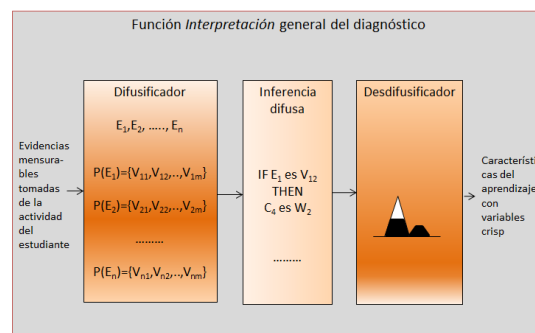 Función Interpretación general del diagnóstico
Difusificador
E1,E2, ....., En
P(E1)={V11,V12,..,V1m}
P(E2)={V21,V22,..,V2m}
.........
P(En)={Vn1,Vn2,..,Vnm}
Inferencia
difusa
IF E1 es V12
THEN
C4 es W2
.........
Desdifusificador
Evidencias
mensura-
bles
tomadas
de la
actividad
del
estudiante
Característi-
cas del
aprendizaje
con
variables
crisp